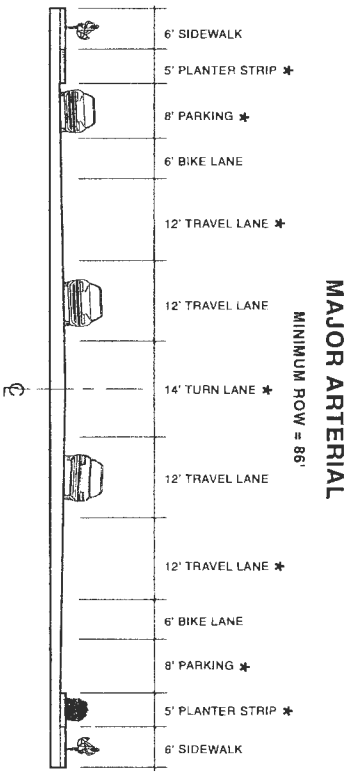 MAJOR ARTERIAL
MINIMUM ROW = 86'
6' SIDEWALK
5' PLANTER STRIP *
8' PARKING *
6' BIKE LANE
12' TRAVEL LANE *
12' TRAVEL LANE
14' TURN LANE *
12' TRAVEL LANE
12' TRAVEL LANE *
6' BIKE LANE
8' PARKING *
5' PLANTER STRIP *
6' SIDEWALK
℄